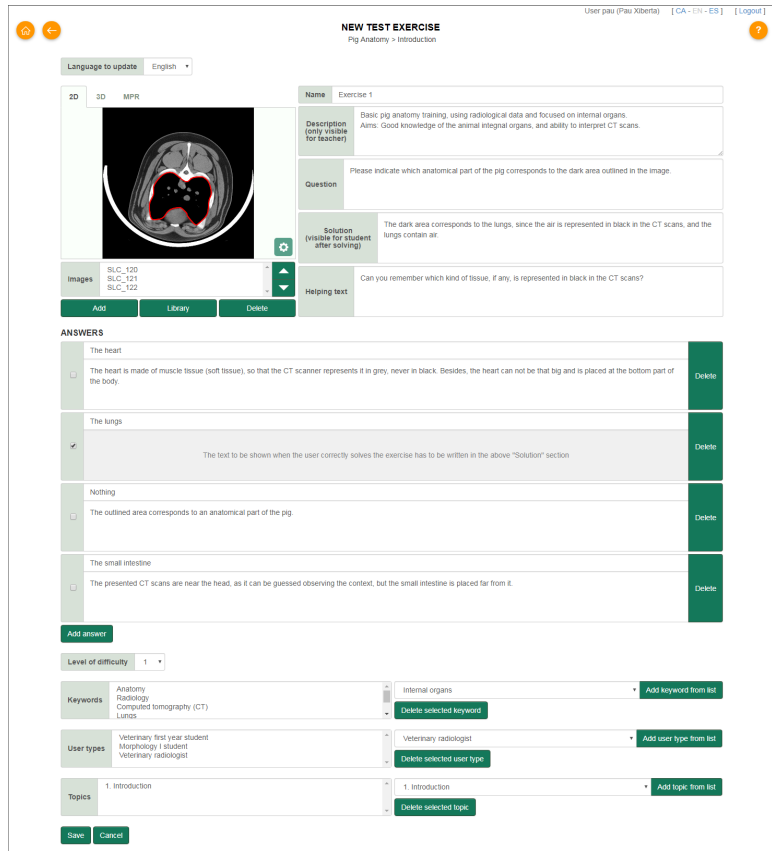 User pau (Pau Xiberta) [ CA - EN - ES ] [ Logout ]
NEW TEST EXERCISE
Pig Anatomy > Introduction
?
Language to update English
2D 3D MPR
Name Exercise 1
Description
(only visible
for teacher)
Basic pig anatomy training, using radiological data and focused on internal organs.
Aims: Good knowledge of the animal integnal organs, and ability to interpret CT scans.
Question
Please indicate which anatomical part of the pig corresponds to the dark area outlined in the image.
Solution
(visible for student
after solving)
The dark area corresponds to the lungs, since the air is represented in black in the CT scans, and the
lungs contain air.
Images
SLC_120
SLC_121
SLC_122
Helping text
Can you remember which kind of tissue, if any, is represented in black in the CT scans?
Add Library Delete
ANSWERS
The heart
The heart is made of muscle tissue (soft tissue), so that the CT scanner represents it in grey, never in black. Besides, the heart can not be that big and is placed at the bottom part of
the body.
Delete
The lungs
The text to be shown when the user correctly solves the exercise has to be written in the above "Solution" section
Delete
Nothing
The outlined area corresponds to an anatomical part of the pig.
Delete
The small intestine
The presented CT scans are near the head, as it can be guessed observing the context, but the small intestine is placed far from it.
Delete
Add answer
Level of difficulty 1
Keywords
Anatomy
Radiology
Computed tomography (CT)
Lungs
Internal organs
Add keyword from list
Delete selected keyword
User types
Veterinary first year student
Morphology I student
Veterinary radiologist
Veterinary radiologist
Add user type from list
Delete selected user type
Topics
1. Introduction
1. Introduction
Add topic from list
Delete selected topic
Save Cancel